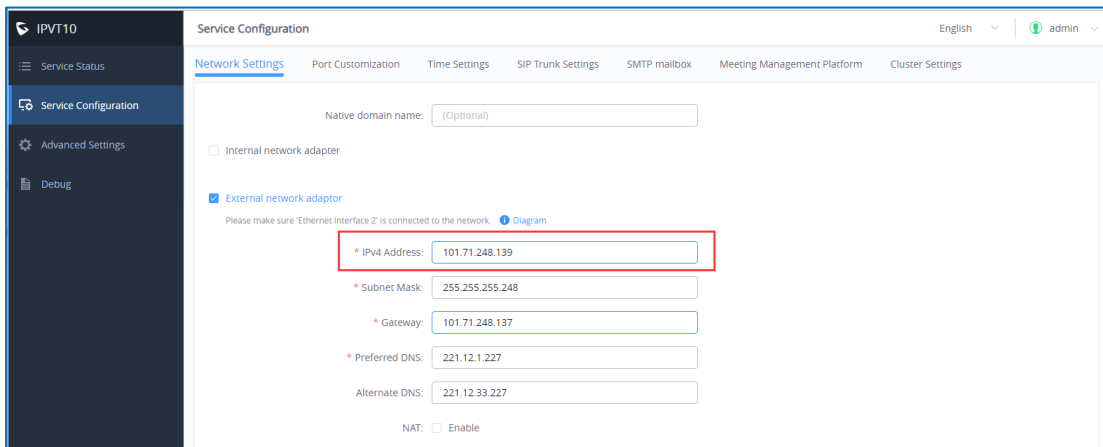 IPVT10
Service Configuration
English
admin
Service Status
Service Configuration
Advanced Settings
Debug
Network Settings Port Customization Time Settings SIP Trunk Settings SMTP mailbox Meeting Management Platform Cluster Settings
Native domain name: (Optional)
Internal network adapter
External network adaptor
Please make sure 'Ethernet Interface 2' is connected to the network. Diagram
* IPv4 Address: 101.71.248.139
* Subnet Mask: 255.255.255.248
* Gateway: 101.71.248.137
* Preferred DNS: 221.12.1.227
Alternate DNS: 221.12.33.227
NAT: Enable